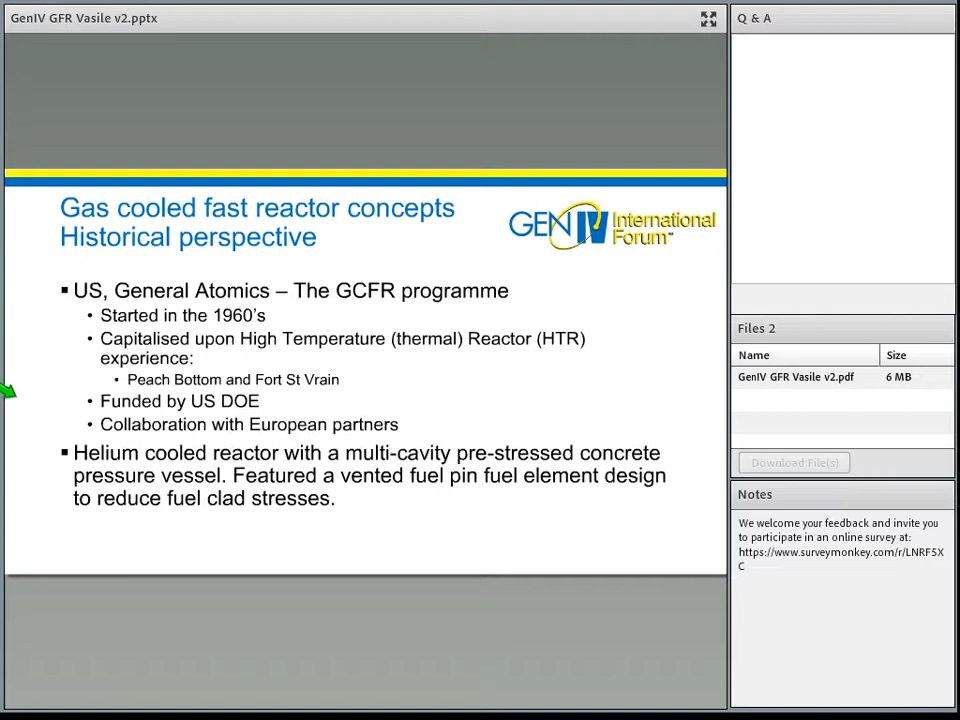 GenIV GFR Vasile v2.pptx
Gas cooled fast reactor concepts
Historical perspective
GENIV International
Forum™
▪ US, General Atomics – The GCFR programme
• Started in the 1960's
• Capitalised upon High Temperature (thermal) Reactor (HTR)
experience:
• Peach Bottom and Fort St Vrain
• Funded by US DOE
• Collaboration with European partners
▪ Helium cooled reactor with a multi-cavity pre-stressed concrete
pressure vessel. Featured a vented fuel pin fuel element design
to reduce fuel clad stresses.
Q & A
Files 2
Name Size
GenIV GFR Vasile v2.pdf 6 MB
Download File(s)
Notes
We welcome your feedback and invite you
to participate in an online survey at:
https://www.surveymonkey.com/r/LNRF5X
C